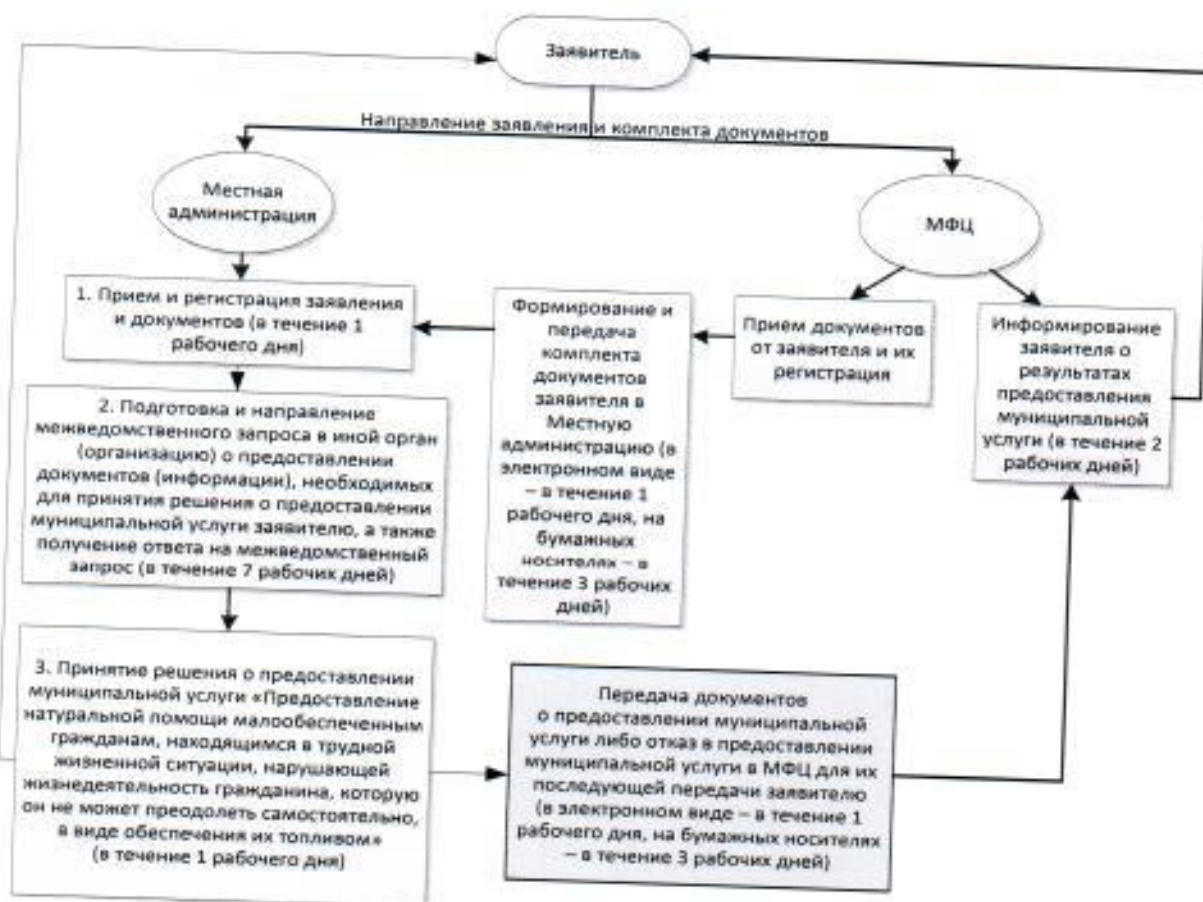 Заявитель
Направление заявления и комплекта документов
Местная
администрация
МФЦ
1. Прием и регистрация заявления
и документов (в течение 1
рабочего дня)
Формирование и
передача
комплекта
документов
заявителя в
Местную
администрацию (в
электронном виде
– в течение 1
рабочего дня, на
бумажных
носителях – в
течение 3 рабочих
дней)
Прием документов
от заявителя и их
регистрация
Информирование
заявителя о
результатах
предоставления
муниципальной
услуги (в течение 2
рабочих дней)
2. Подготовка и направление
межведомственного запроса в иной орган
(организацию) о предоставлении
документов (информации), необходимых
для принятия решения о предоставлении
муниципальной услуги заявителю, а также
получение ответа на межведомственный
запрос (в течение 7 рабочих дней)
3. Принятие решения о предоставлении
муниципальной услуги «Предоставление
натуральной помощи малообеспеченным
гражданам, находящимся в трудной
жизненной ситуации, нарушающей
жизнедеятельность гражданина, которую
он не может преодолеть самостоятельно,
в виде обеспечения их топливом»
(в течение 1 рабочего дня)
Передача документов
о предоставлении муниципальной
услуги либо отказ в предоставлении
муниципальной услуги в МФЦ для их
последующей передачи заявителю
(в электронном виде – в течение 1
рабочего дня, на бумажных носителях
– в течение 3 рабочих дней)